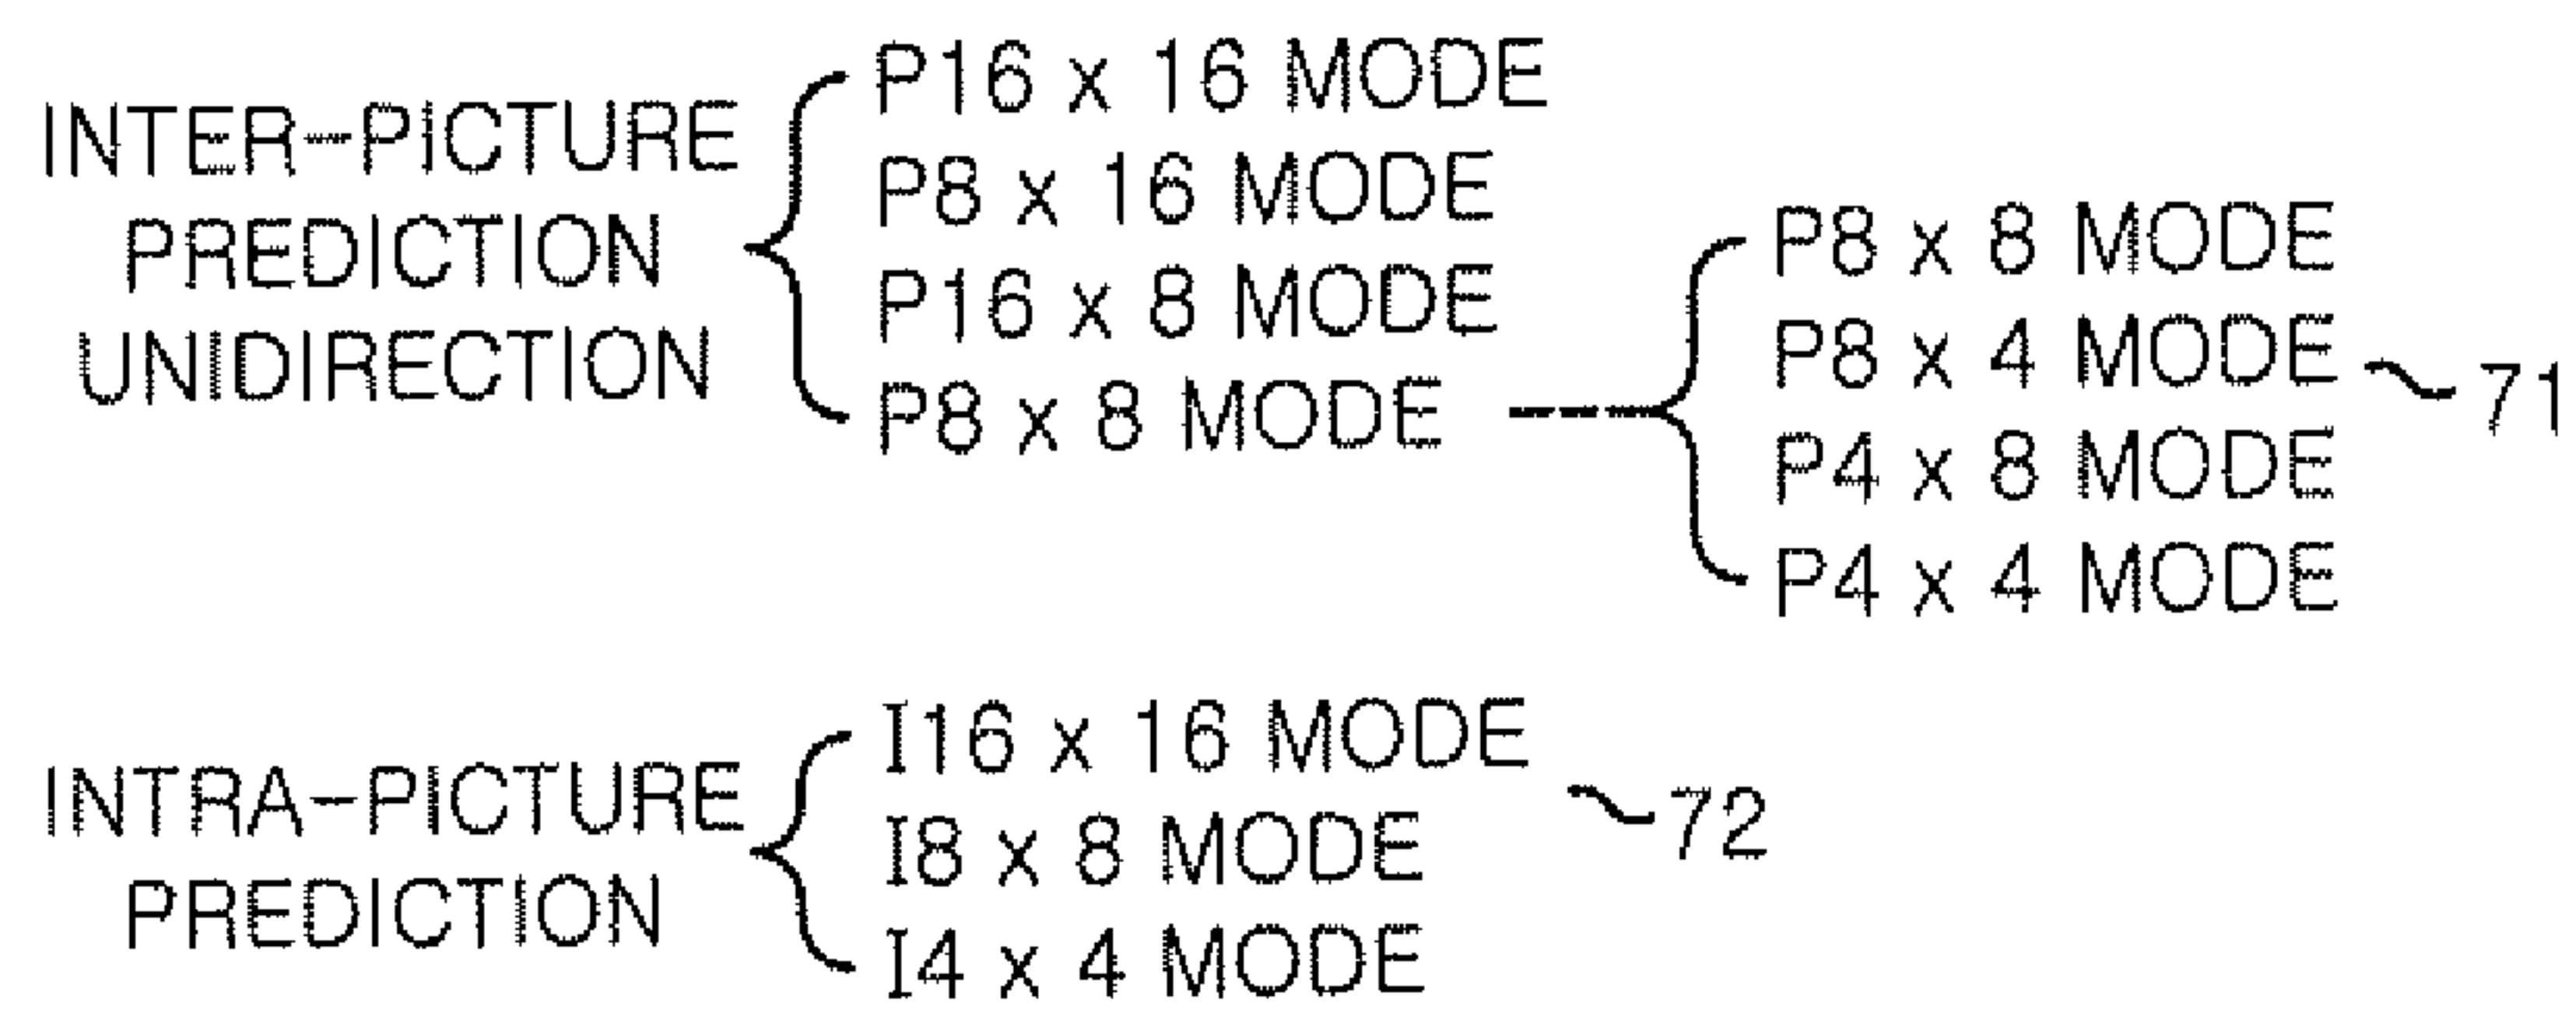 INTER-PICTURE
PREDICTION
UNIDIRECTION
P16 x 16 MODE
P8 x 16 MODE
P16 x 8 MODE
P8 x 8 MODE
P8 x 8 MODE
P8 x 4 MODE
P4 x 8 MODE
P4 x 4 MODE
71
INTRA-PICTURE
PREDICTION
I16 x 16 MODE
I8 x 8 MODE
I4 x 4 MODE
72